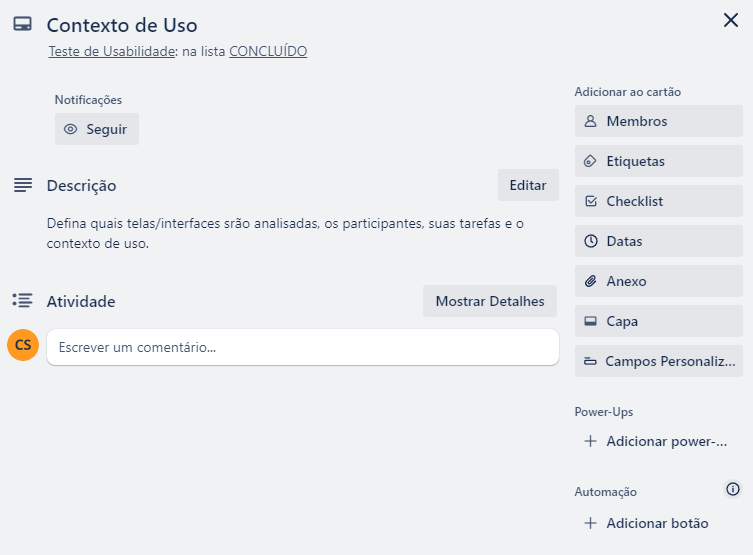 Contexto de Uso
Teste de Usabilidade: na lista CONCLUÍDO
Notificações
Seguir
Descrição
Editar
Defina quais telas/interfaces srão analisadas, os participantes, suas tarefas e o
contexto de uso.
Atividade
Mostrar Detalhes
CS
Escrever um comentário...
Adicionar ao cartão
Membros
Etiquetas
Checklist
Datas
Anexo
Capa
Campos Personaliz...
Power-Ups
Adicionar power-...
Automação
Adicionar botão